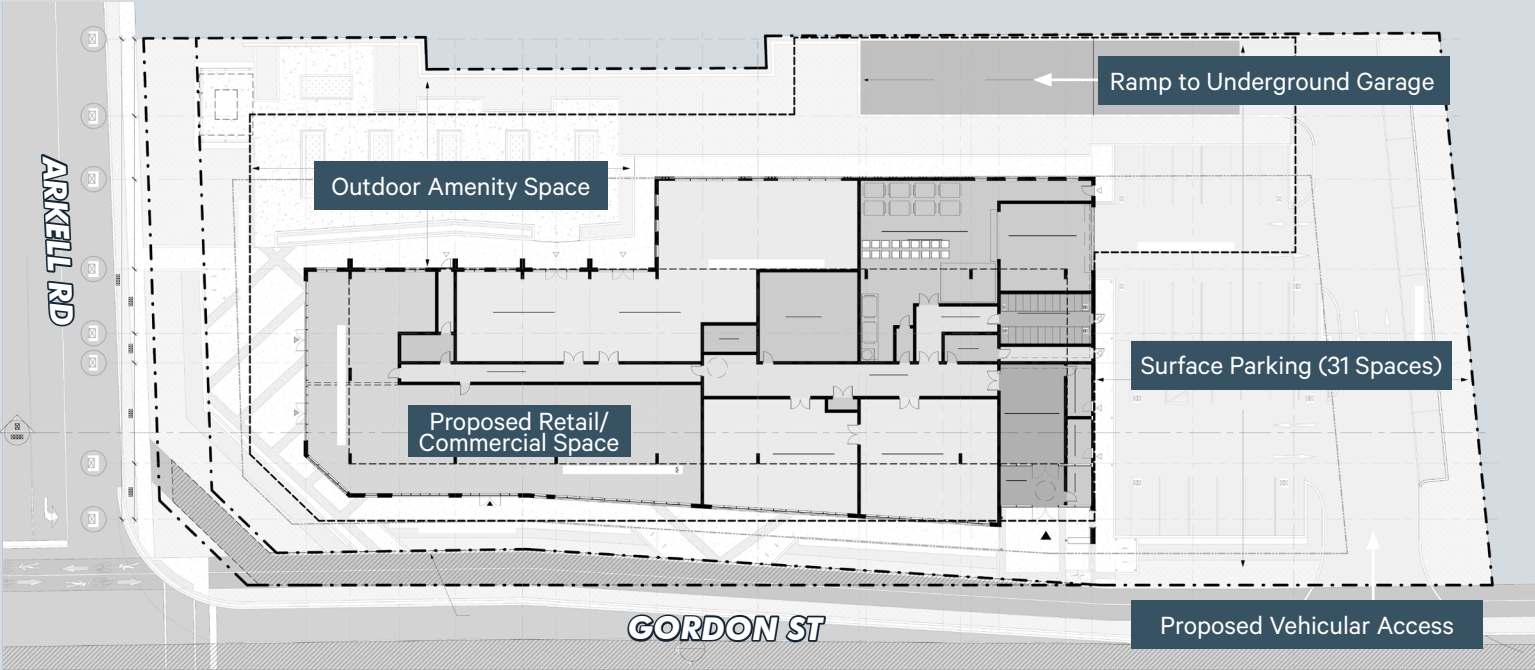 Ramp to Underground Garage
ARKELL RD
Outdoor Amenity Space
Surface Parking (31 Spaces)
Proposed Retail/
Commercial Space
Proposed Vehicular Access
GORDON ST